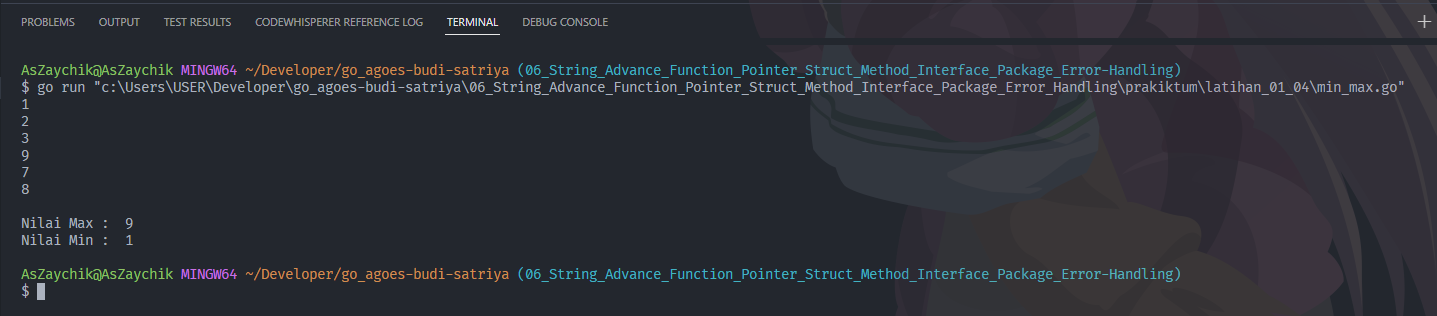 PROBLEMS OUTPUT TEST RESULTS CODEWHISPERER REFERENCE LOG TERMINAL DEBUG CONSOLE
AsZaychik@AsZaychik MINGW64 ~/Developer/go_agoes-budi-satriya (06_String_Advance_Function_Pointer_Struct_Method_Interface_Package_Error-Handling)
$ go run "c:\Users\USER\Developer\go_agoes-budi-satriya\06_String_Advance_Function_Pointer_Struct_Method_Interface_Package_Error_Handling\prakiktum\latihan_01_04\min_max.go"
1
2
3
9
7
8
Nilai Max :  9
Nilai Min :  1
AsZaychik@AsZaychik MINGW64 ~/Developer/go_agoes-budi-satriya (06_String_Advance_Function_Pointer_Struct_Method_Interface_Package_Error-Handling)
$